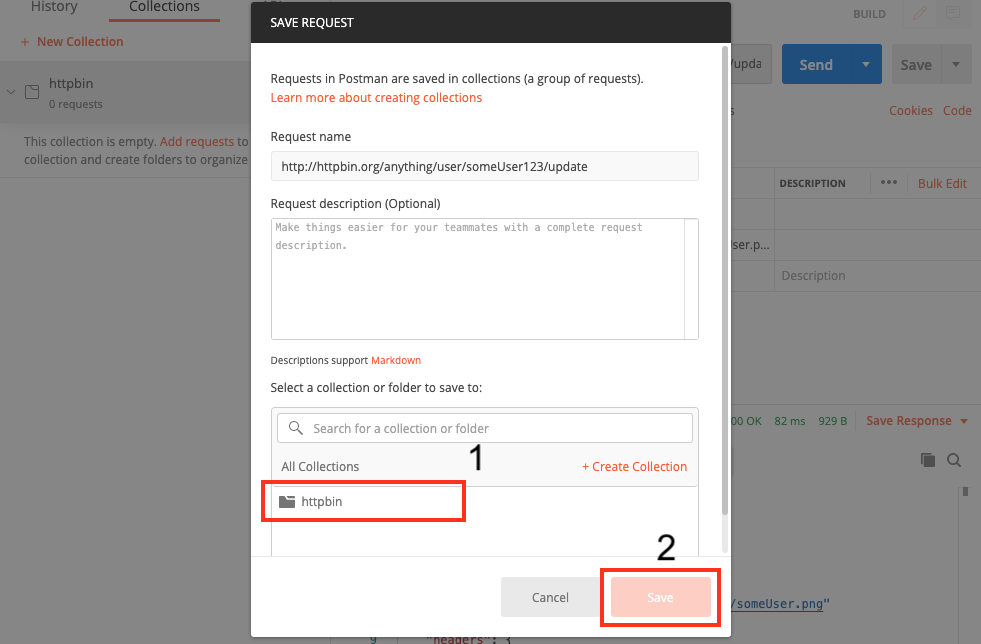 History
Collections
BUILD
+ New Collection
httpbin
0 requests
This collection is empty. Add requests to
collection and create folders to organize
SAVE REQUEST
Requests in Postman are saved in collections (a group of requests).
Learn more about creating collections
Request name
http://httpbin.org/anything/user/someUser123/update
Request description (Optional)
Make things easier for your teammates with a complete request
description.
Descriptions support Markdown
Select a collection or folder to save to:
Search for a collection or folder
1
All Collections
+ Create Collection
httpbin
2
Cancel
Save
/upda
Send
Save
Cookies
Code
DESCRIPTION
Bulk Edit
Jser.p...
Description
00 OK
82 ms
929 B
Save Response
/someUser.png"
9
"headers": {